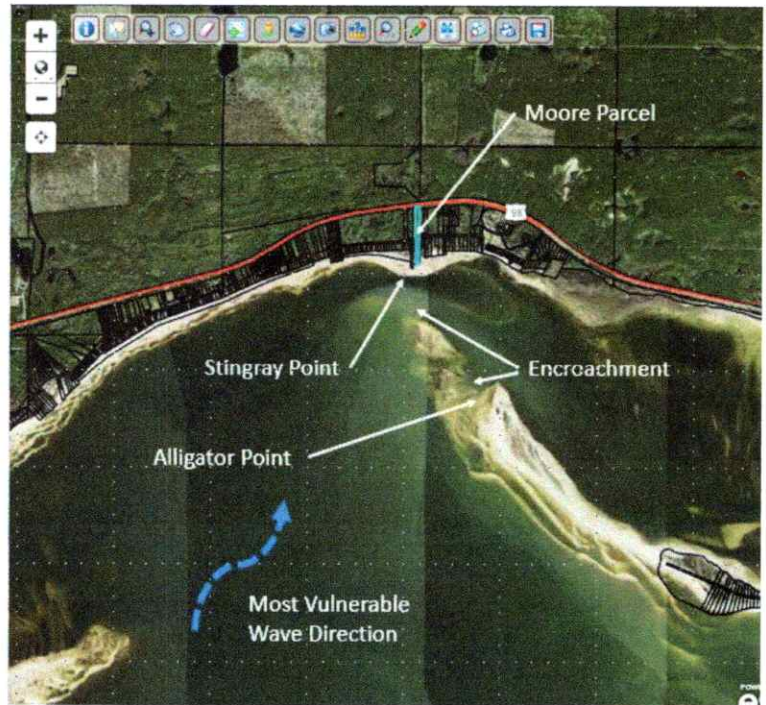 Moore Parcel
98
Stingray Point
Encroachment
Alligator Point
Most Vulnerable
Wave Direction